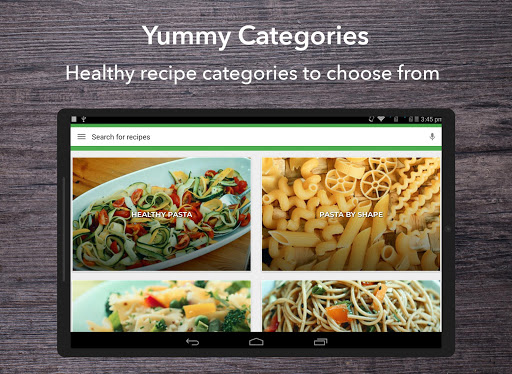 Yummy Categories
Healthy recipe categories to choose from
3:45 pm
Search for recipes
HEALTHY PASTA
PASTA BY SHAPE